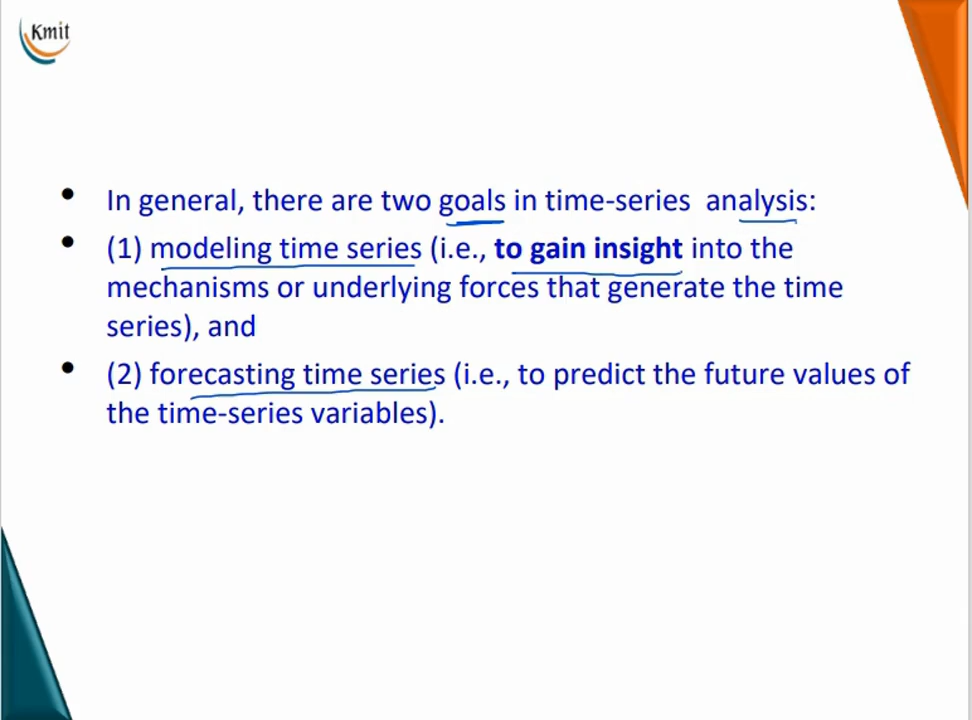 Kmit
• In general, there are two goals in time-series analysis:
• (1) modeling time series (i.e., to gain insight into the
mechanisms or underlying forces that generate the time
series), and
• (2) forecasting time series (i.e., to predict the future values of
the time-series variables).